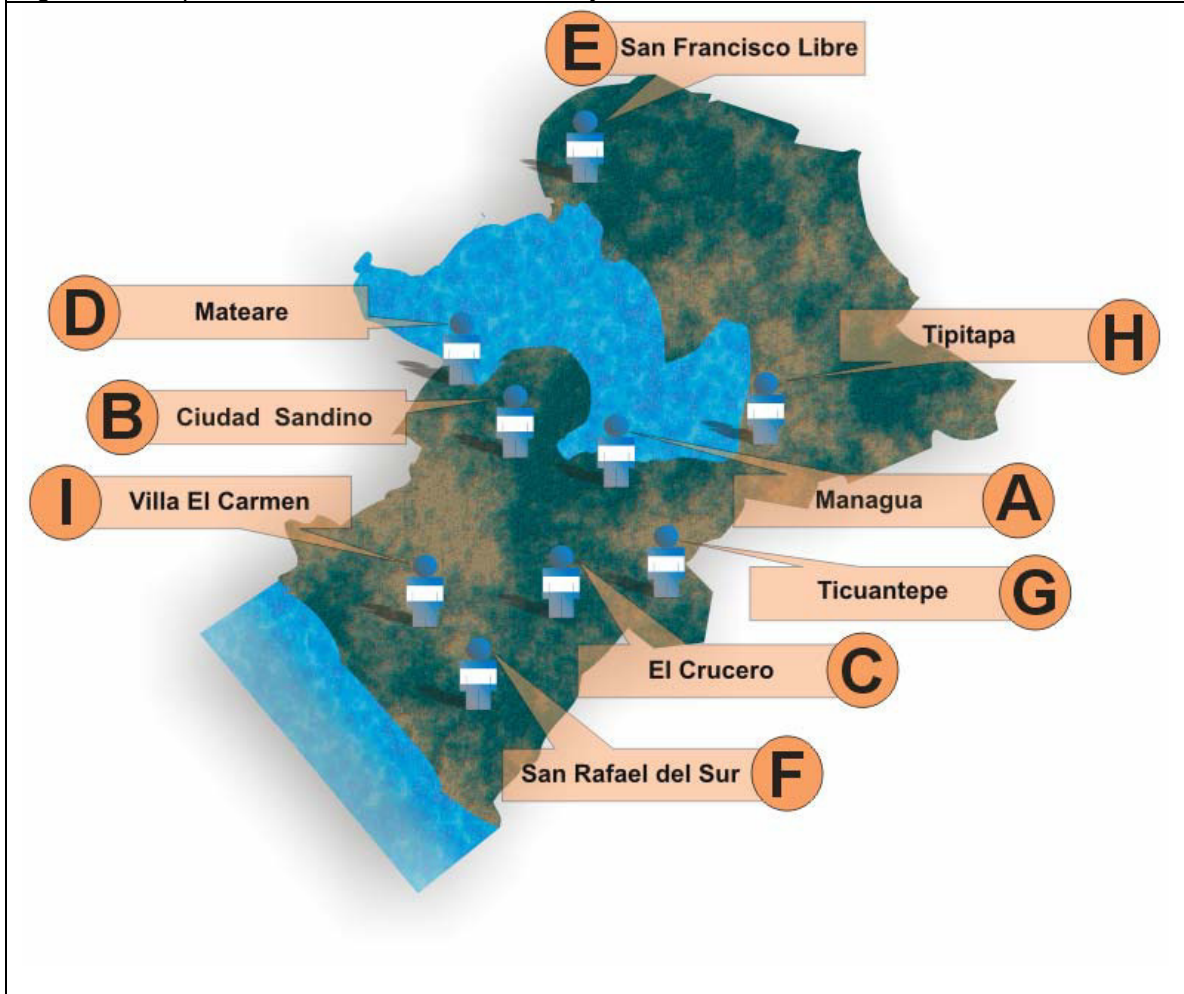 E San Francisco Libre
D Mateare
Tipitapa H
B Ciudad Sandino
I Villa El Carmen
Managua A
Ticuantepe G
El Crucero C
San Rafael del Sur F